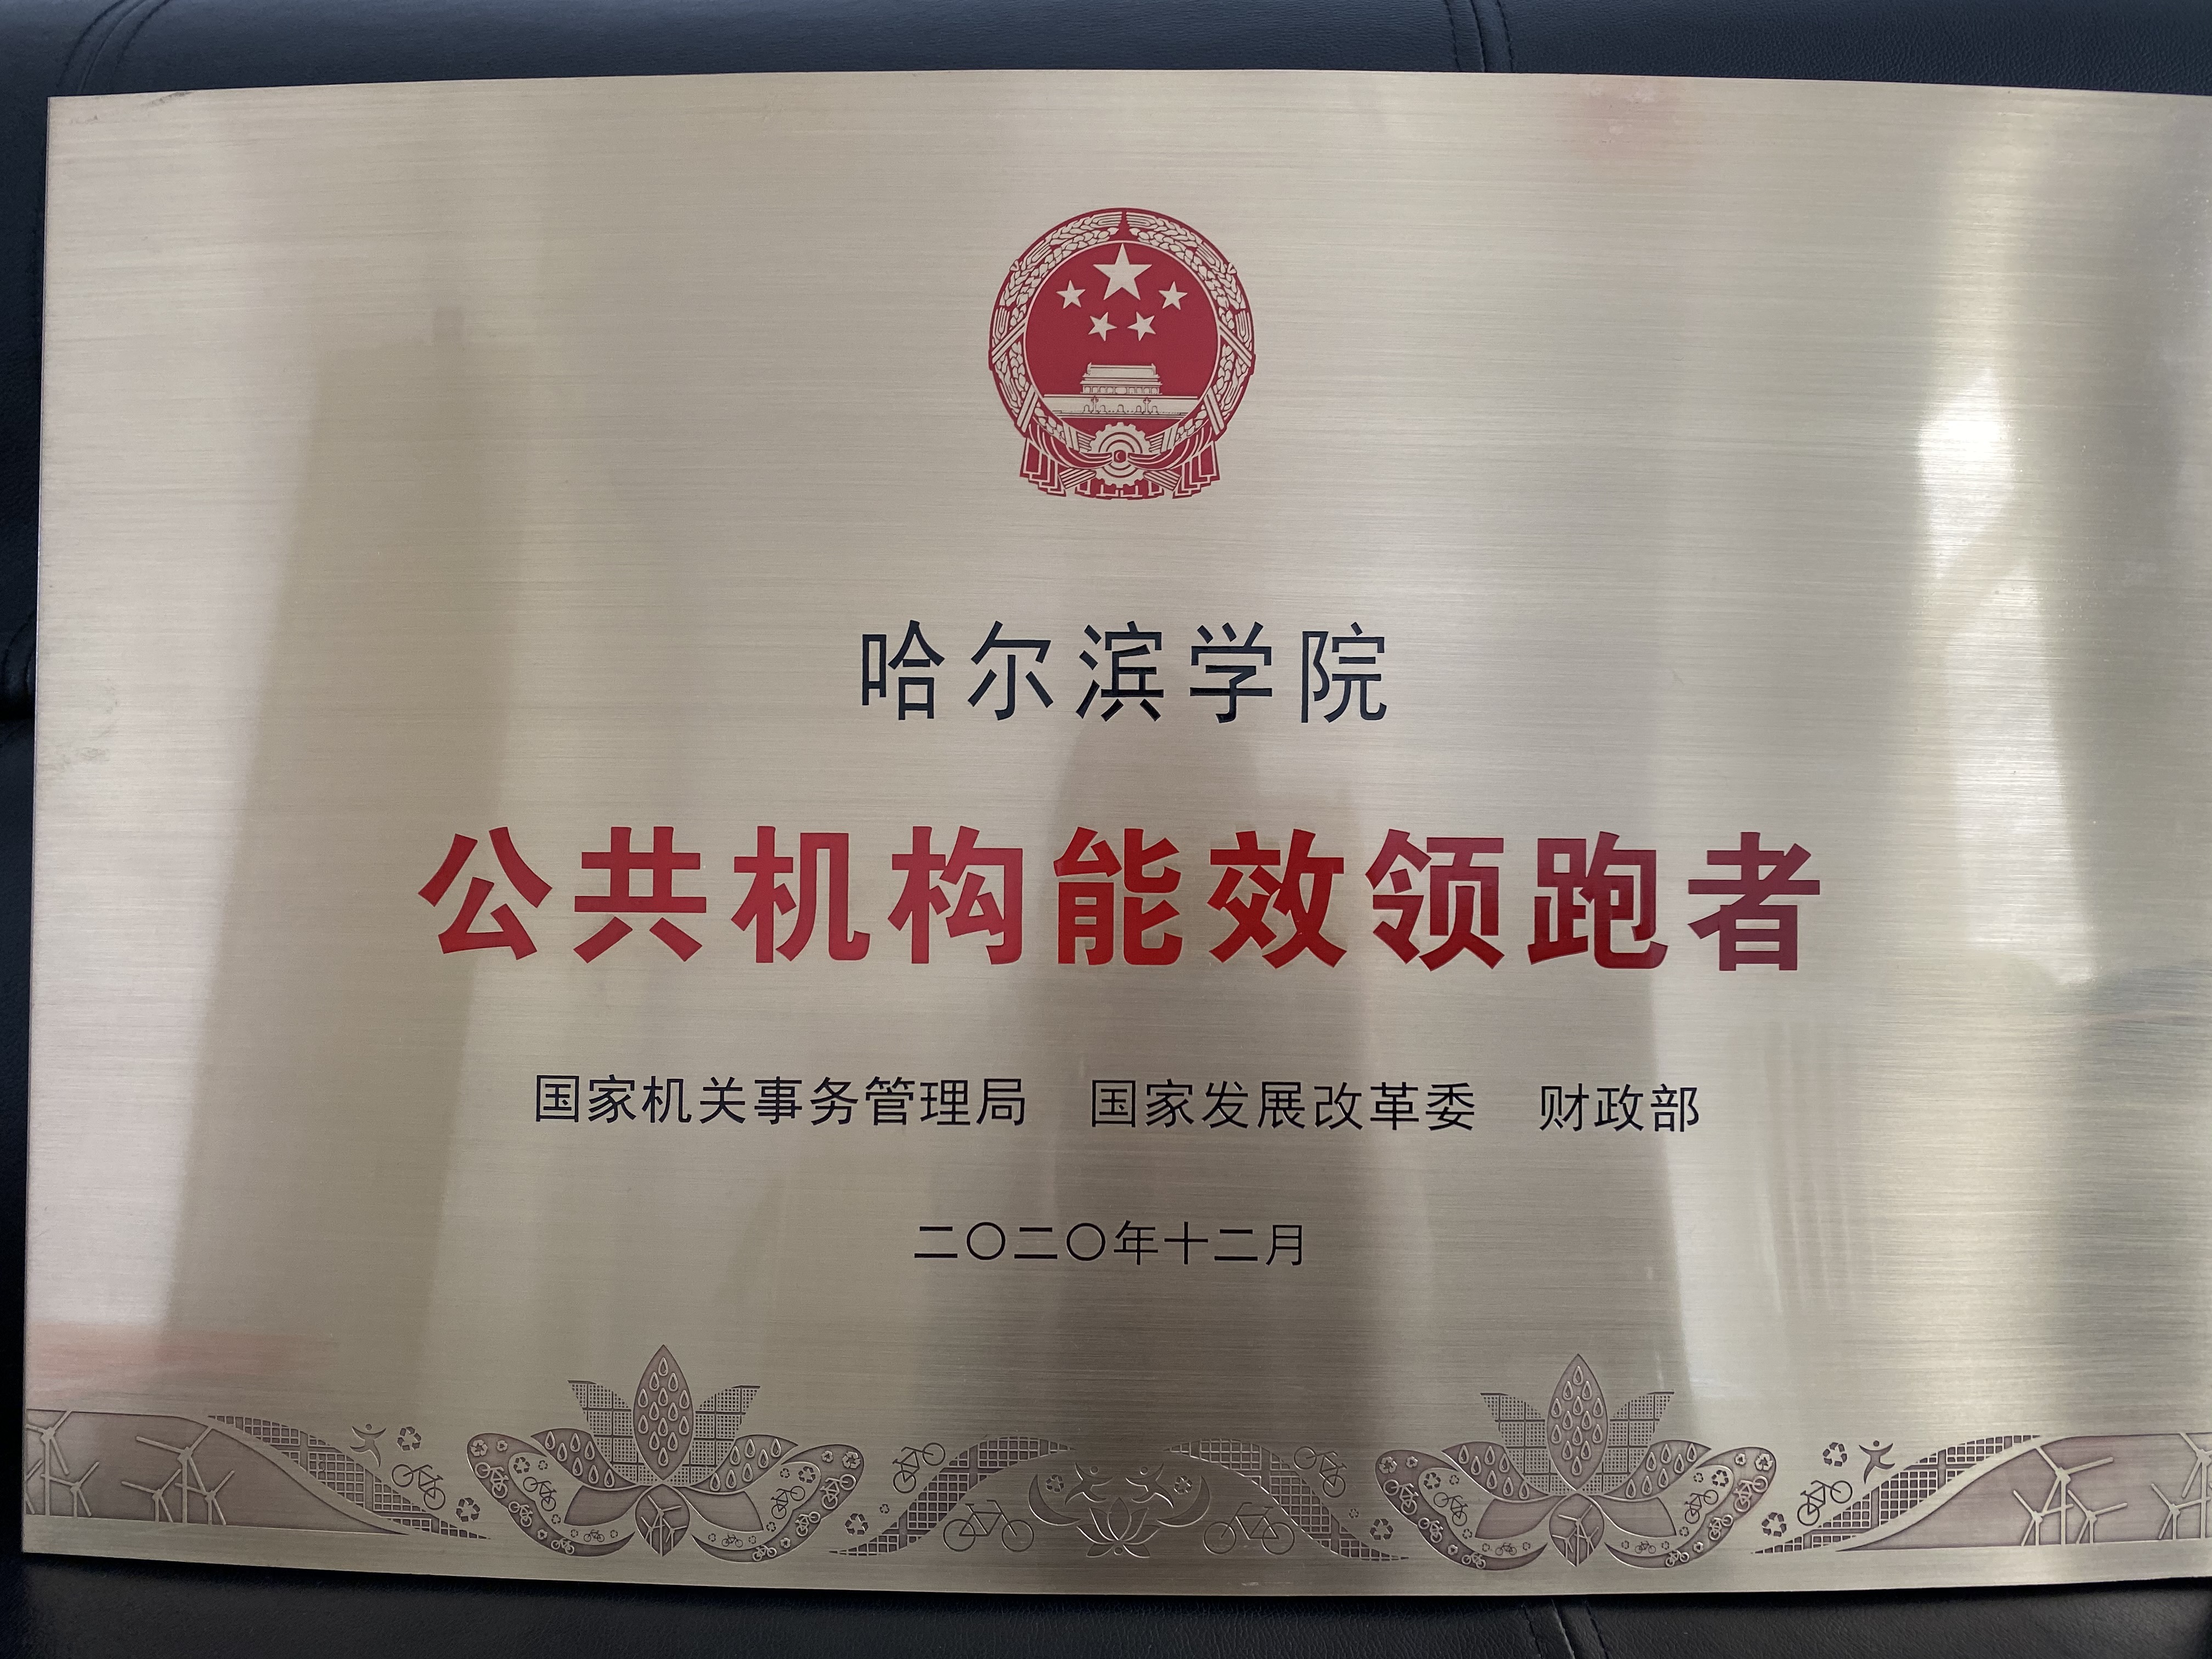 哈尔滨学院
公共机构能效领跑者
国家机关事务管理局 国家发展改革委 财政部
二〇二〇年十二月